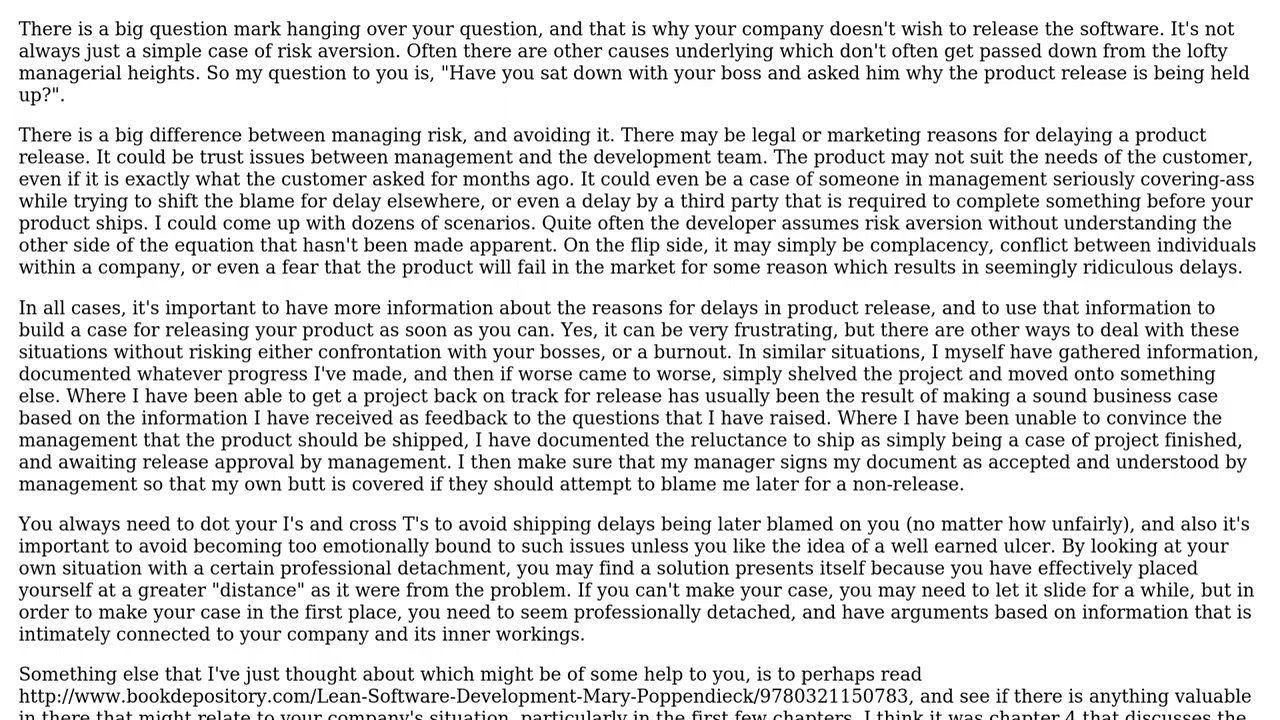 There is a big question mark hanging over your question, and that is why your company doesn't wish to release the software. It's not
always just a simple case of risk aversion. Often there are other causes underlying which don't often get passed down from the lofty
managerial heights. So my question to you is, "Have you sat down with your boss and asked him why the product release is being held
up?".
There is a big difference between managing risk, and avoiding it. There may be legal or marketing reasons for delaying a product
release. It could be trust issues between management and the development team. The product may not suit the needs of the customer,
even if it is exactly what the customer asked for months ago. It could even be a case of someone in management seriously covering-ass
while trying to shift the blame for delay elsewhere, or even a delay by a third party that is required to complete something before your
product ships. I could come up with dozens of scenarios. Quite often the developer assumes risk aversion without understanding the
other side of the equation that hasn't been made apparent. On the flip side, it may simply be complacency, conflict between individuals
within a company, or even a fear that the product will fail in the market for some reason which results in seemingly ridiculous delays.
In all cases, it's important to have more information about the reasons for delays in product release, and to use that information to
build a case for releasing your product as soon as you can. Yes, it can be very frustrating, but there are other ways to deal with these
situations without risking either confrontation with your bosses, or a burnout. In similar situations, I myself have gathered information,
documented whatever progress I've made, and then if worse came to worse, simply shelved the project and moved onto something
else. Where I have been able to get a project back on track for release has usually been the result of making a sound business case
based on the information I have received as feedback to the questions that I have raised. Where I have been unable to convince the
management that the product should be shipped, I have documented the reluctance to ship as simply being a case of project finished,
and awaiting release approval by management. I then make sure that my manager signs my document as accepted and understood by
management so that my own butt is covered if they should attempt to blame me later for a non-release.
You always need to dot your I's and cross T's to avoid shipping delays being later blamed on you (no matter how unfairly), and also it's
important to avoid becoming too emotionally bound to such issues unless you like the idea of a well earned ulcer. By looking at your
own situation with a certain professional detachment, you may find a solution presents itself because you have effectively placed
yourself at a greater "distance" as it were from the problem. If you can't make your case, you may need to let it slide for a while, but in
order to make your case in the first place, you need to seem professionally detached, and have arguments based on information that is
intimately connected to your company and its inner workings.
Something else that I've just thought about which might be of some help to you, is to perhaps read
http://www.bookdepository.com/Lean-Software-Development-Mary-Poppendieck/9780321150783, and see if there is anything valuable
in there that might relate to your company's situation, particularly in the first few chapters. I think it was chapter 4 that discusses the